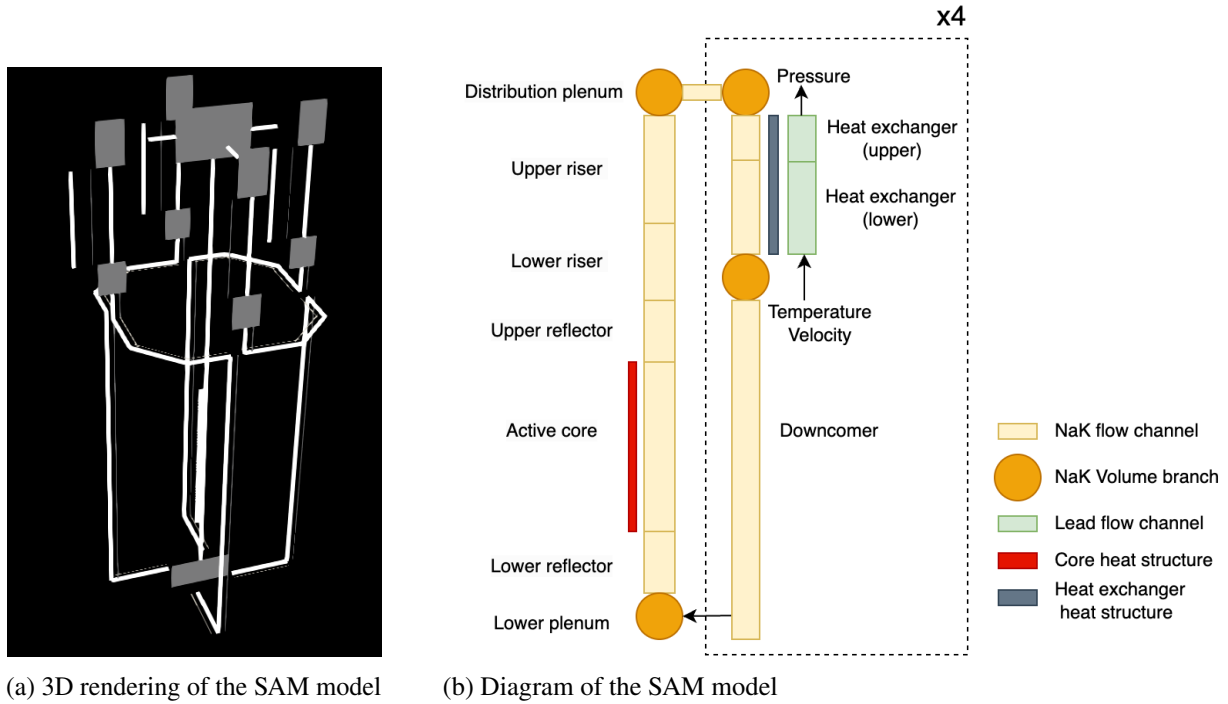 x4
Distribution plenum
Pressure
Upper riser
Heat exchanger
(upper)
Heat exchanger
(lower)
Lower riser
Temperature
Velocity
Upper reflector
Active core
Downcomer
Lower reflector
Lower plenum
NaK flow channel
NaK Volume branch
Lead flow channel
Core heat structure
Heat exchanger
heat structure
(a) 3D rendering of the SAM model
(b) Diagram of the SAM model